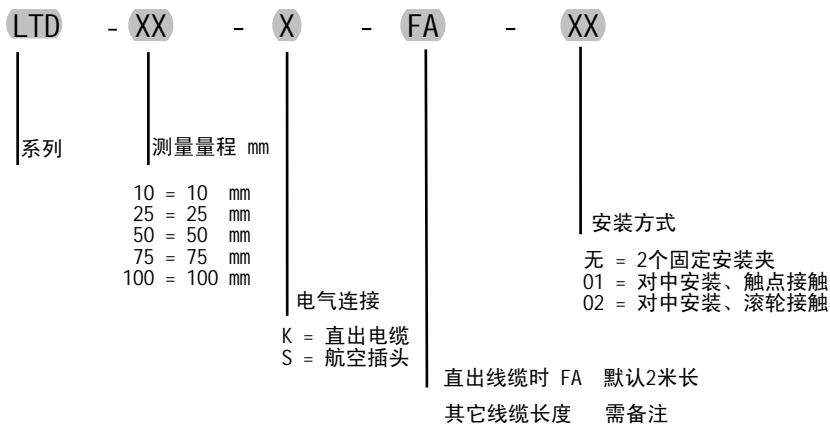 LTD - XX - X - FA - XX
系列
测量量程 mm
10 = 10 mm
25 = 25 mm
50 = 50 mm
75 = 75 mm
100 = 100 mm
电气连接
K = 直出电缆
S = 航空插头
直出线缆时 FA 默认2米长
其它线缆长度 需备注
安装方式
无 = 2个固定安装夹
01 = 对中安装、触点接触
02 = 对中安装、滚轮接触